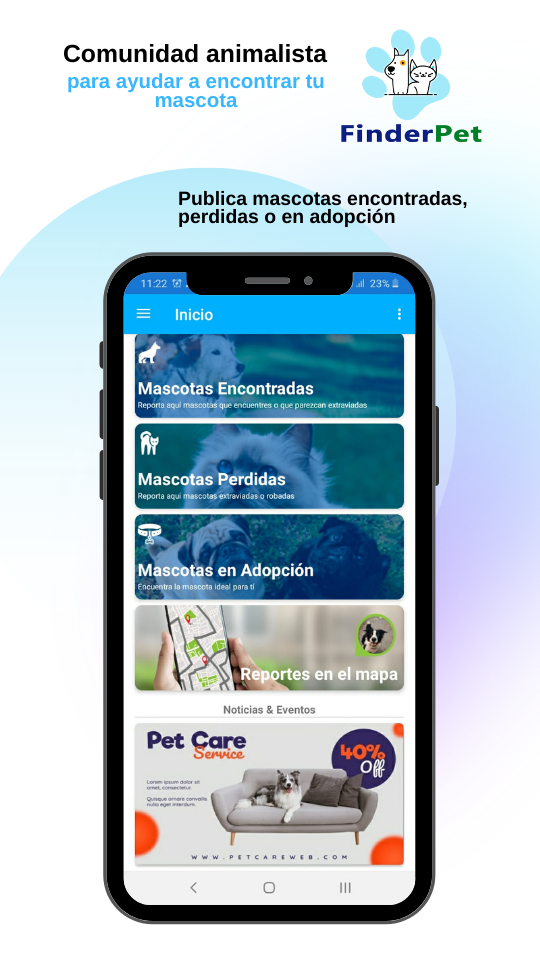 Comunidad animalista
para ayudar a encontrar tu
mascota
FinderPet
Publica mascotas encontradas,
perdidas o en adopción
11:22
23%
Inicio
Mascotas Encontradas
Reporta aquí mascotas que encuentres o que parezcan extraviadas
Mascotas Perdidas
Reporta aquí mascotas extraviadas o robadas
Mascotas en Adopción
Encuentra la mascota ideal para tí
Reportes en el mapa
Noticias & Eventos
Pet Care
Service
40%
Off
Lorem ipsum dolor sit
amet, consectetur.
Quisque ornare convallis
nulla eget interdum.
WWW.PETCAREWEB.COM